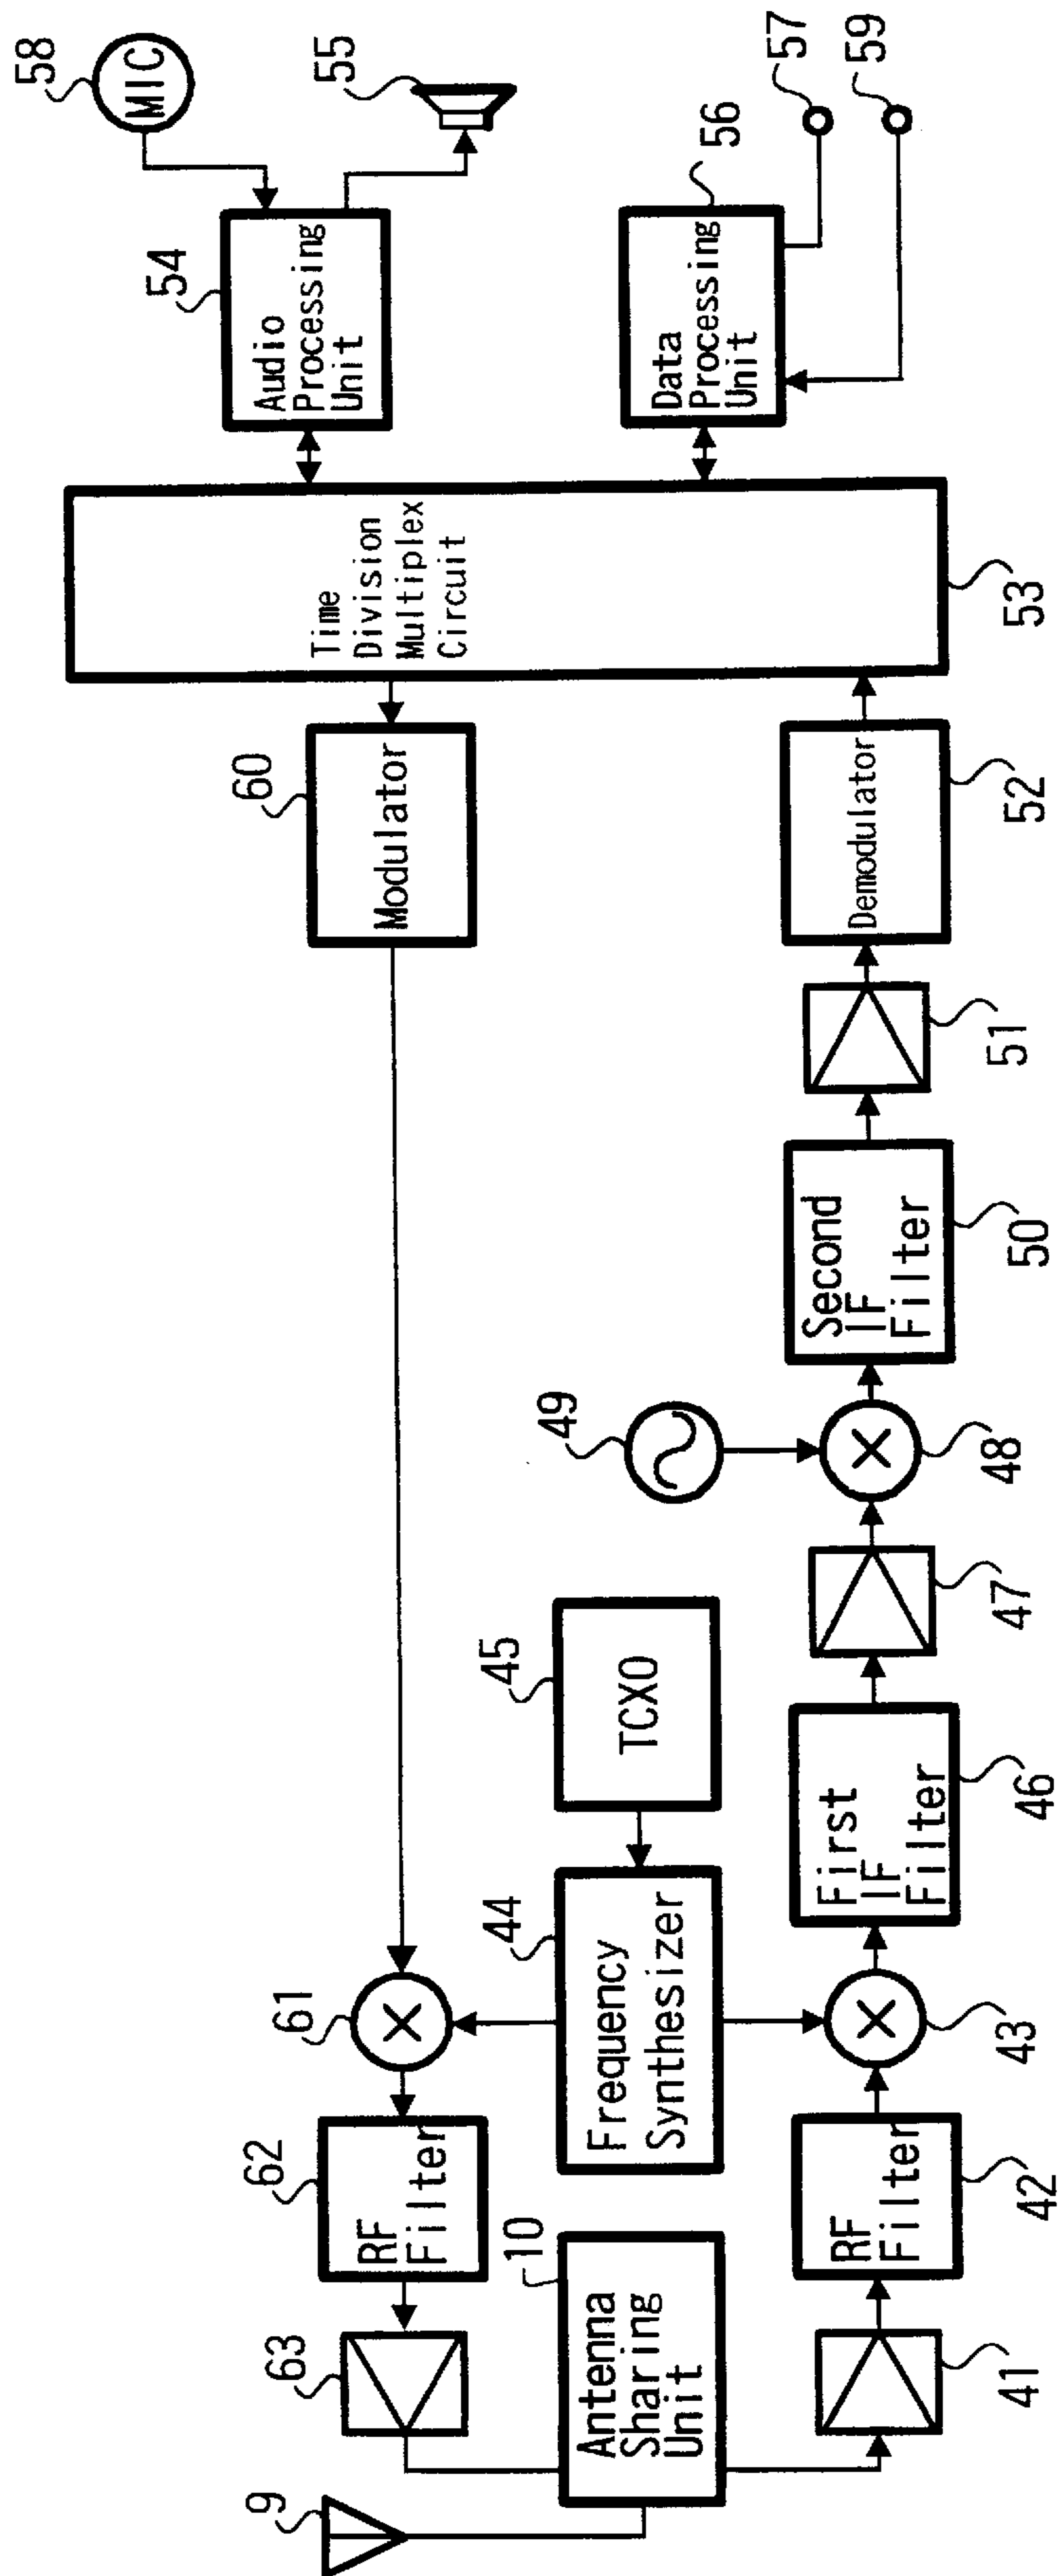 9
63
62
RF
Filter
61
60
Modulator
Time
Division
Multiplex
Circuit
54
Audio
Processing
Unit
58
MIC
55
10
Antenna
Sharing
Unit
44
Frequency
Synthesizer
45
TCXO
49
Data
Processing
Unit
56
57
59
41
RF
Filter
42
43
First
IF
Filter
46
47
48
Second
IF
Filter
50
51
Demodulator
52
53